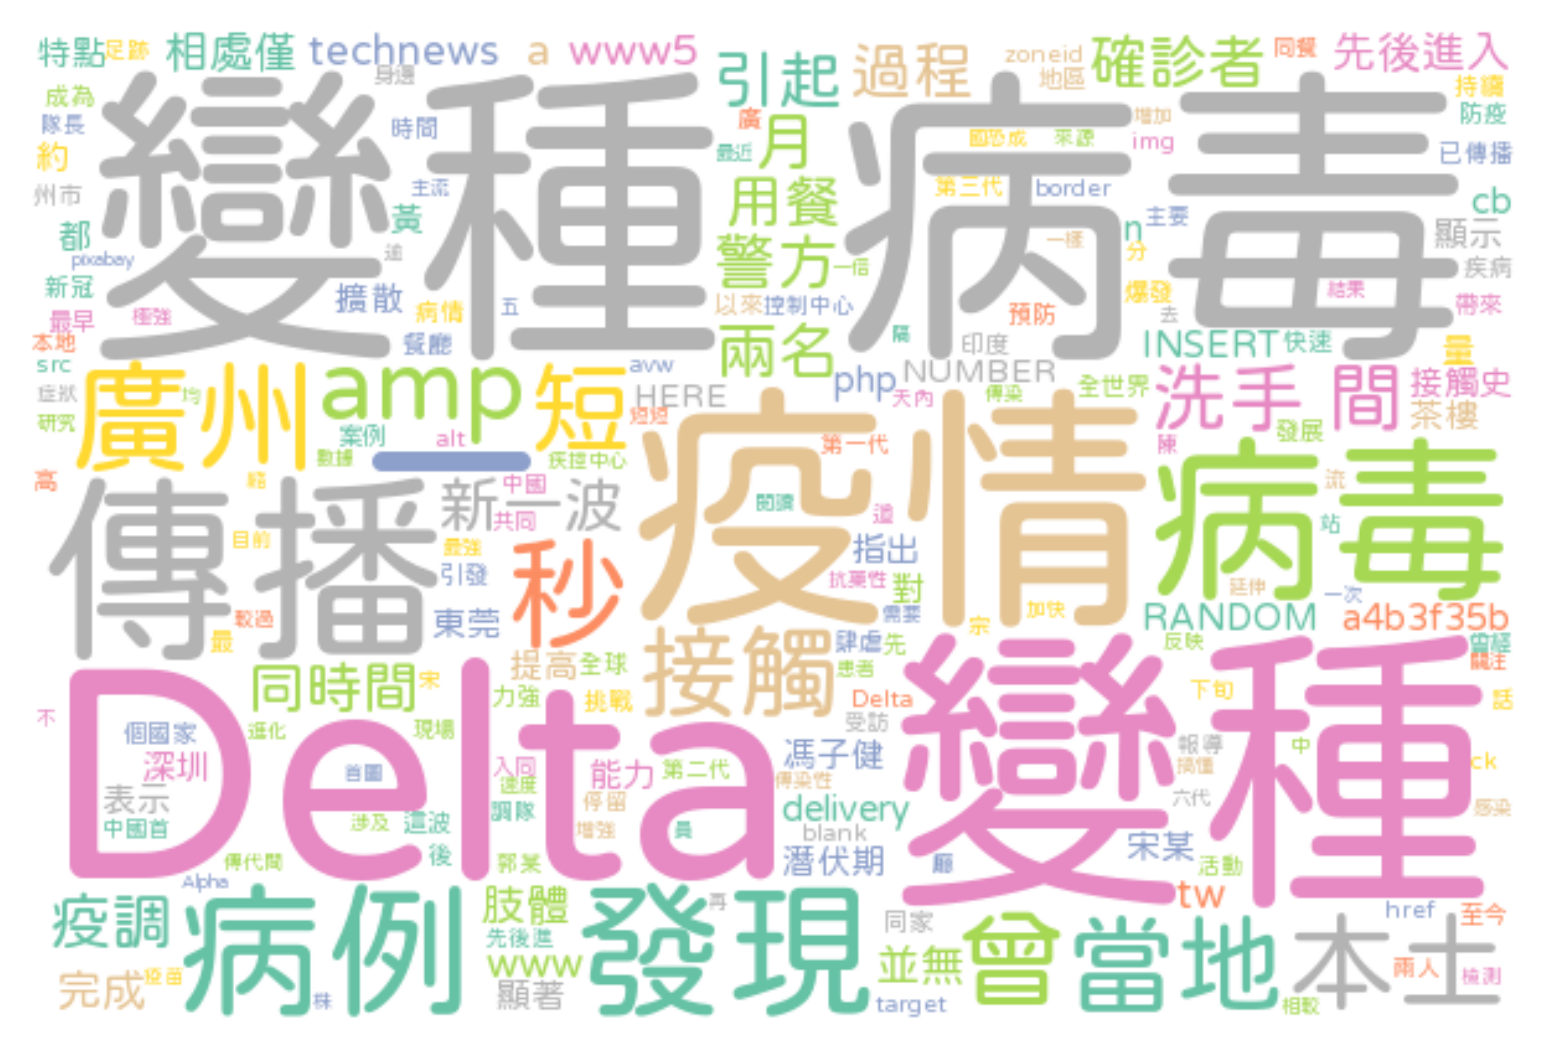 特點 足跡 相處僅 technews a www5 引起 過程 zoneid 地區 確診者 同餐 先後進入
成為 身邊 持續
隊長 時間 廣 月 增加 防疫
約 最近 國恐成 來源 img 已傳播
變種 病毒
州市 主流 用餐 第三代 border 主要 cb
都 黃 n 顯示
pixabay 逾 警方 一倍 一樣 分 疾病
新冠 擴散 病情 五 以來 控制中心 預防 爆發 結果 帶來
最早 極強 去
本地 餐廳 兩名 隔 印度 INSERT 快速 量
src avw php NUMBER 全世界 洗手 間 接觸史
症狀 均 amp 短 HERE 天內 傳染 茶樓
廣州
研究 案例 alt 短短 第一代 陳 發展
數據 _ 疾控中心
高 中國 疫情 病毒 流
傳播 新一波 閱讀
共同 道 站
目前 最強 秒 指出
引發 抗藥性 對 延伸 一次
較過 東莞 需要 加快 RANDOM a4b3f35b
最 宗 曾經
同時間 宋 提高 全球 接觸 肆虐 先 反映 關注
力強 挑戰 患者 Delta 下旬 話
不 個國家 進化 現場 受訪
Delta 變種
深圳 首圖 入同 能力 第二代 馮子健 報導 中 ck
速度 傳染性 搞懂
表示 停留 delivery 六代 感染
中國首 涉及 這波 調隊 增強 員 blank
後 潛伏期 宋某
傳代間 郭某 廳 活動
Alpha tw
疫調 病例 肢體 發現 再 同家 曾 當地 href 至今
先後進 本土
www 並無 兩人
完成 疫苗 顯著 檢測
株 target 相較